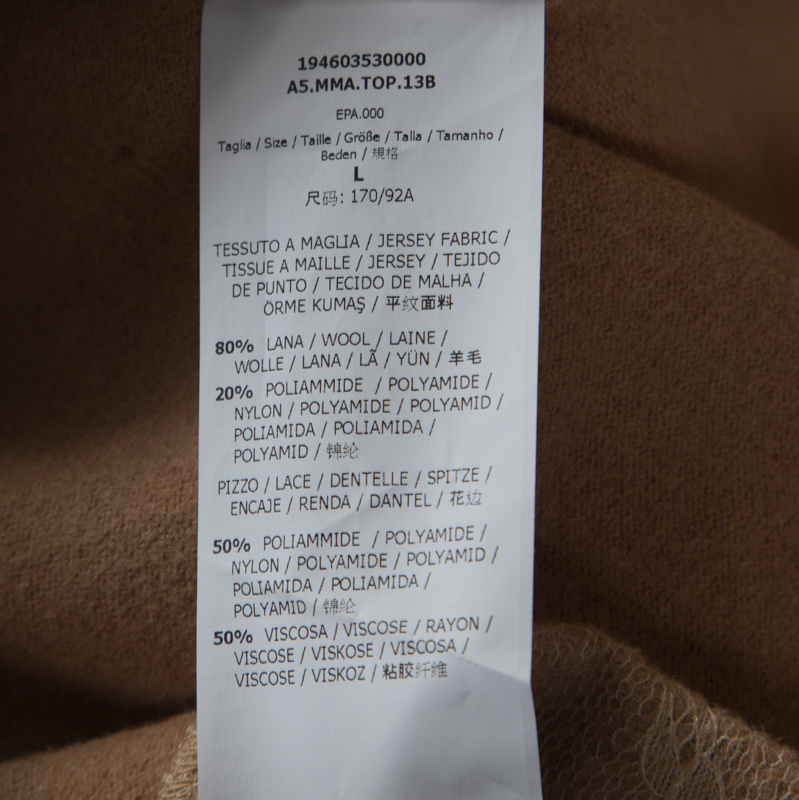 194603530000
A5.MMA.TOP.13B
EPA.000
Taglia / Size / Taille / Größe / Talla / Tamanho /
Beden / 規格
L
尺码: 170/92A
TESSUTO A MAGLIA / JERSEY FABRIC /
TISSUE A MAILLE / JERSEY / TEJIDO
DE PUNTO / TECIDO DE MALHA /
ÖRME KUMAŞ / 平纹面料
80% LANA / WOOL / LAINE /
WOLLE / LANA / LÃ / YÜN / 羊毛
20% POLIAMMIDE / POLYAMIDE /
NYLON / POLYAMIDE / POLYAMID /
POLIAMIDA / POLIAMIDA /
POLYAMID / 锦纶
PIZZO / LACE / DENTELLE / SPITZE /
ENCAJE / RENDA / DANTEL / 花边
50% POLIAMMIDE / POLYAMIDE /
NYLON / POLYAMIDE / POLYAMID /
POLIAMIDA / POLIAMIDA /
POLYAMID / 锦纶
50% VISCOSA / VISCOSE / RAYON /
VISCOSE / VISKOSE / VISCOSA /
VISCOSE / VISKOZ / 粘胶纤维